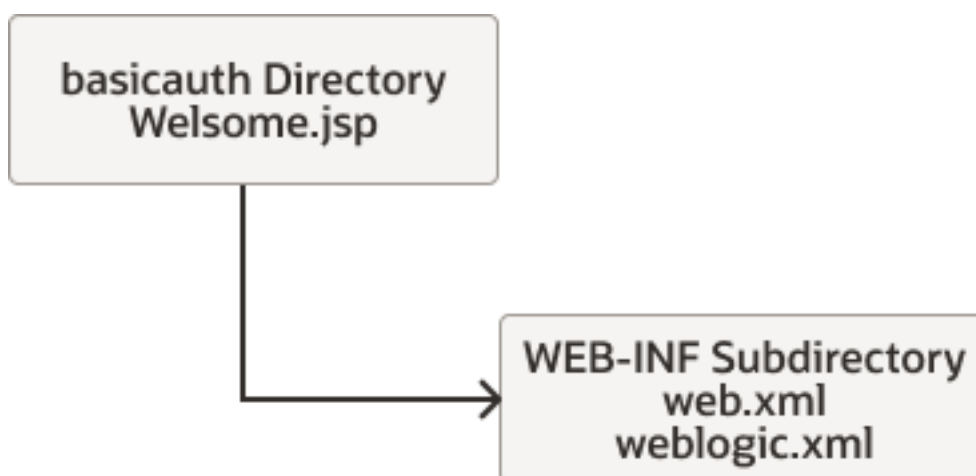 basicauth Directory
Welsome.jsp
WEB-INF Subdirectory
web.xml
weblogic.xml